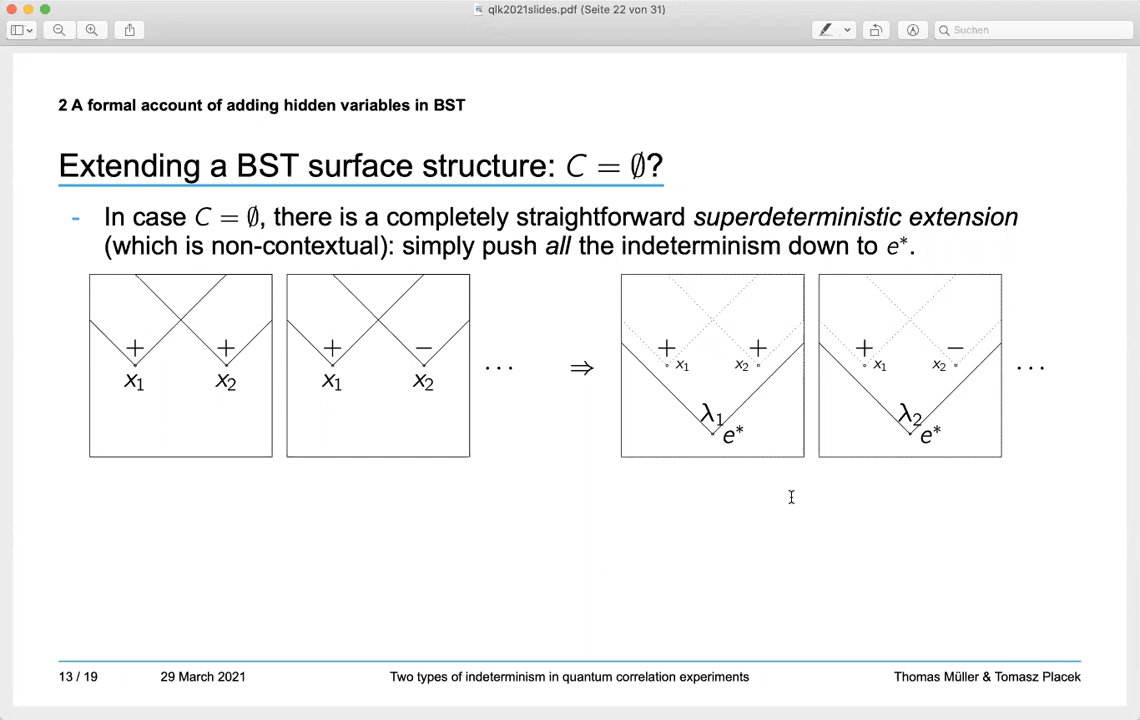 qlk2021slides.pdf (Seite 22 von 31)
Suchen
2 A formal account of adding hidden variables in BST
Extending a BST surface structure: C = ∅?
- In case C = ∅, there is a completely straightforward superdeterministic extension
(which is non-contextual): simply push all the indeterminism down to e*.
+ + + − + + + −
x₁ x₂ x₁ x₂ ··· ⇒ x₁ x₂ x₁ x₂ ···
λ₁ λ₂
e* e*
13 / 19 29 March 2021 Two types of indeterminism in quantum correlation experiments Thomas Müller & Tomasz Placek